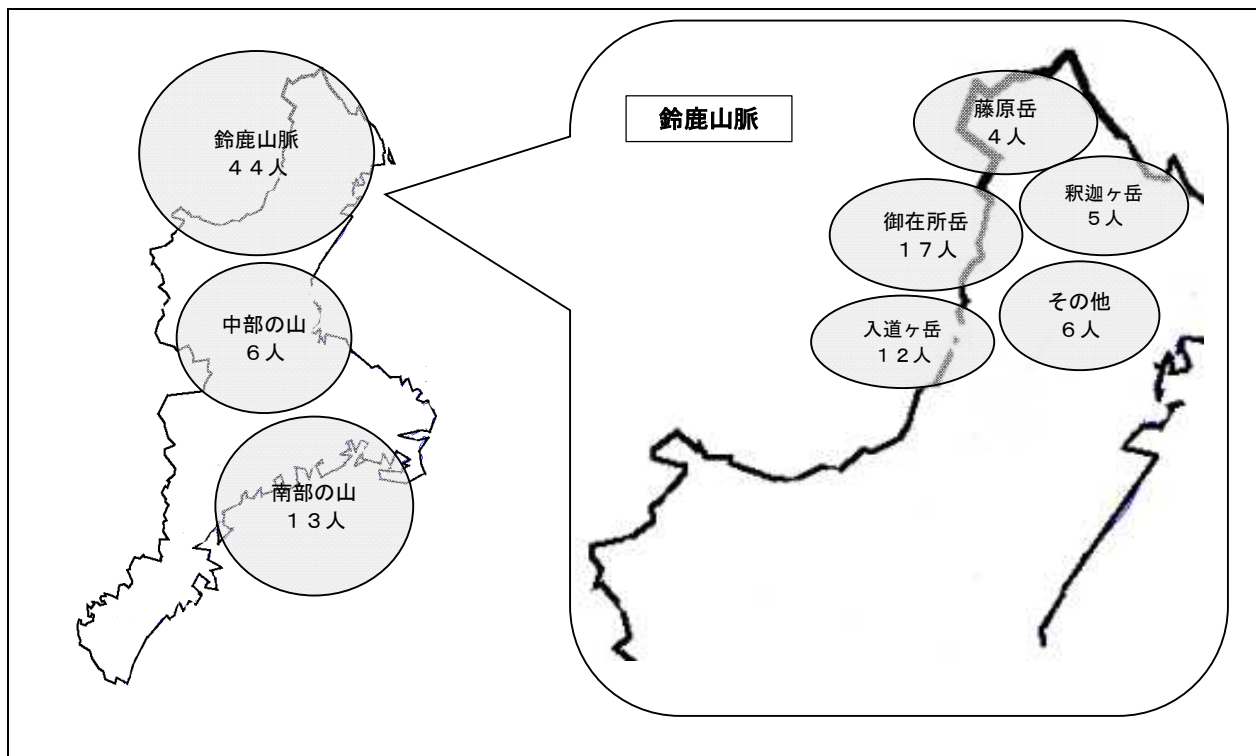 鈴鹿山脈
４４人
中部の山
６人
南部の山
１３人
鈴鹿山脈
藤原岳
４人
釈迦ヶ岳
５人
御在所岳
１７人
その他
６人
入道ヶ岳
１２人